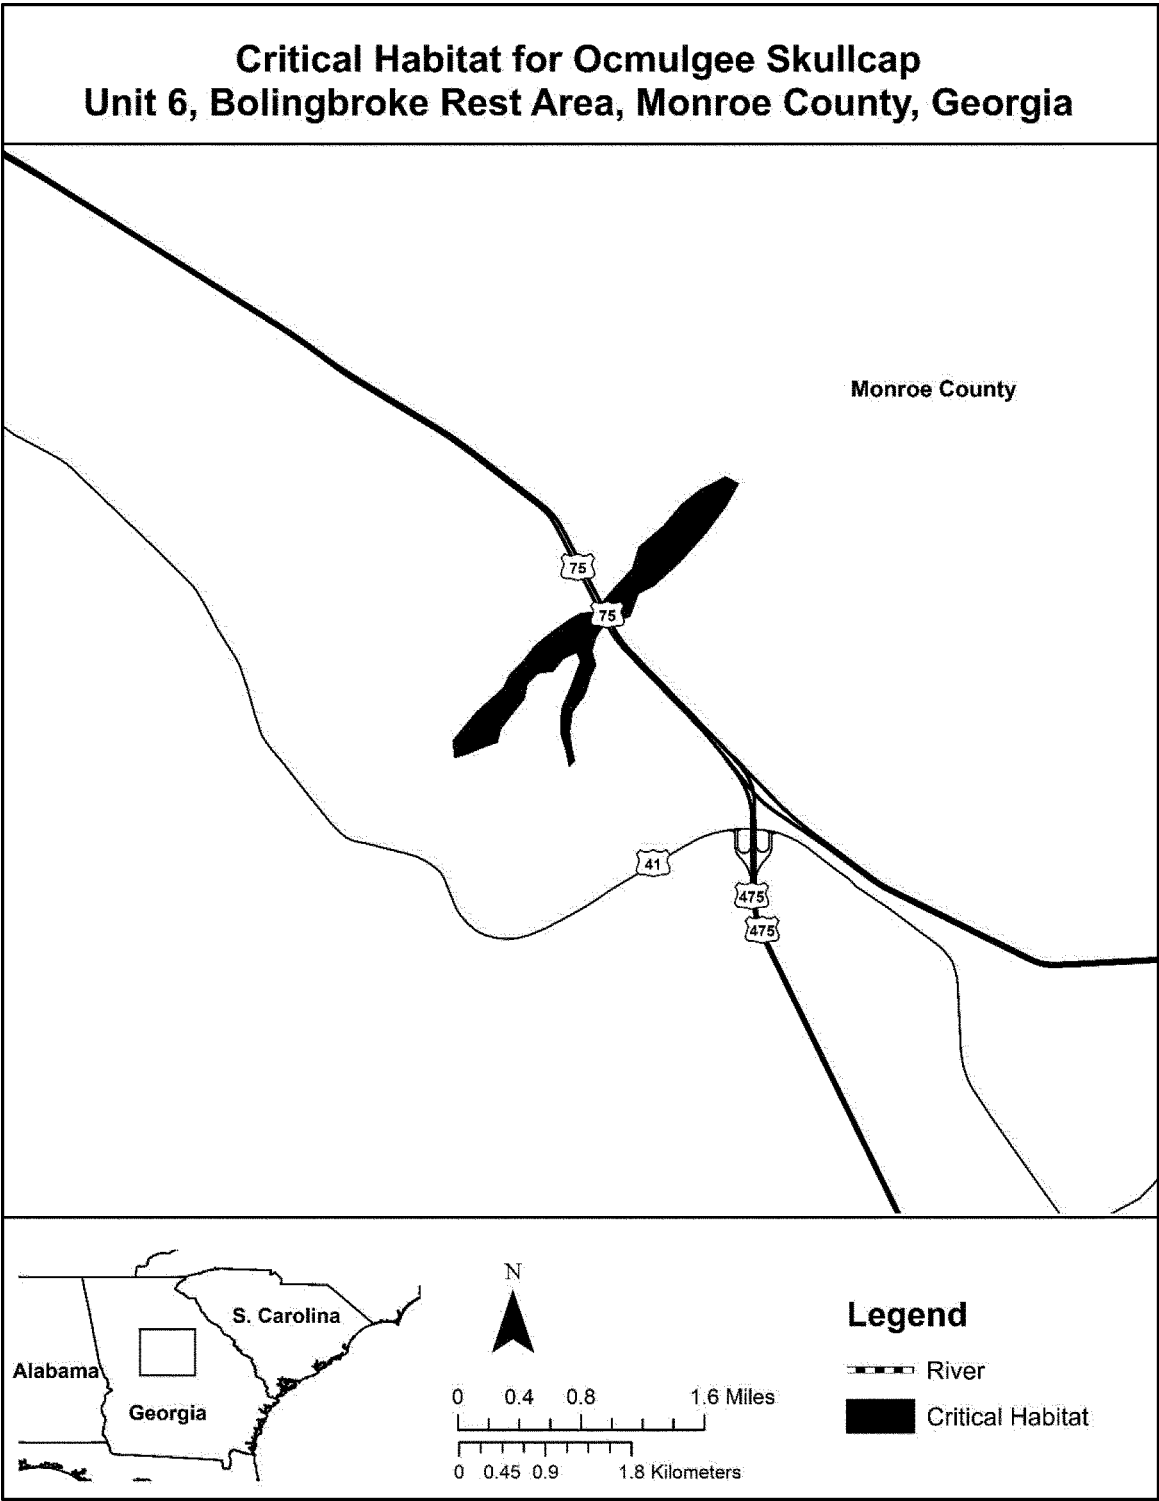 Critical Habitat for Ocmulgee Skullcap
Unit 6, Bolingbroke Rest Area, Monroe County, Georgia
Monroe County
75
75
41
475
475
S. Carolina
Alabama
Georgia
N
0 0.4 0.8 1.6 Miles
0 0.45 0.9 1.8 Kilometers
Legend
River
Critical Habitat